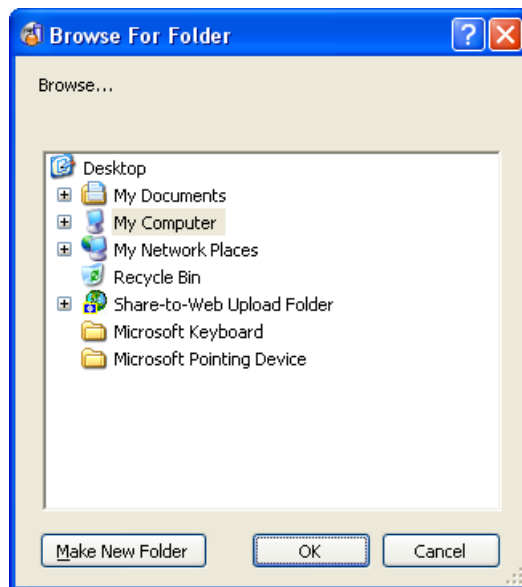 Browse For Folder
Browse...
Desktop
My Documents
My Computer
My Network Places
Recycle Bin
Share-to-Web Upload Folder
Microsoft Keyboard
Microsoft Pointing Device
Make New Folder OK Cancel